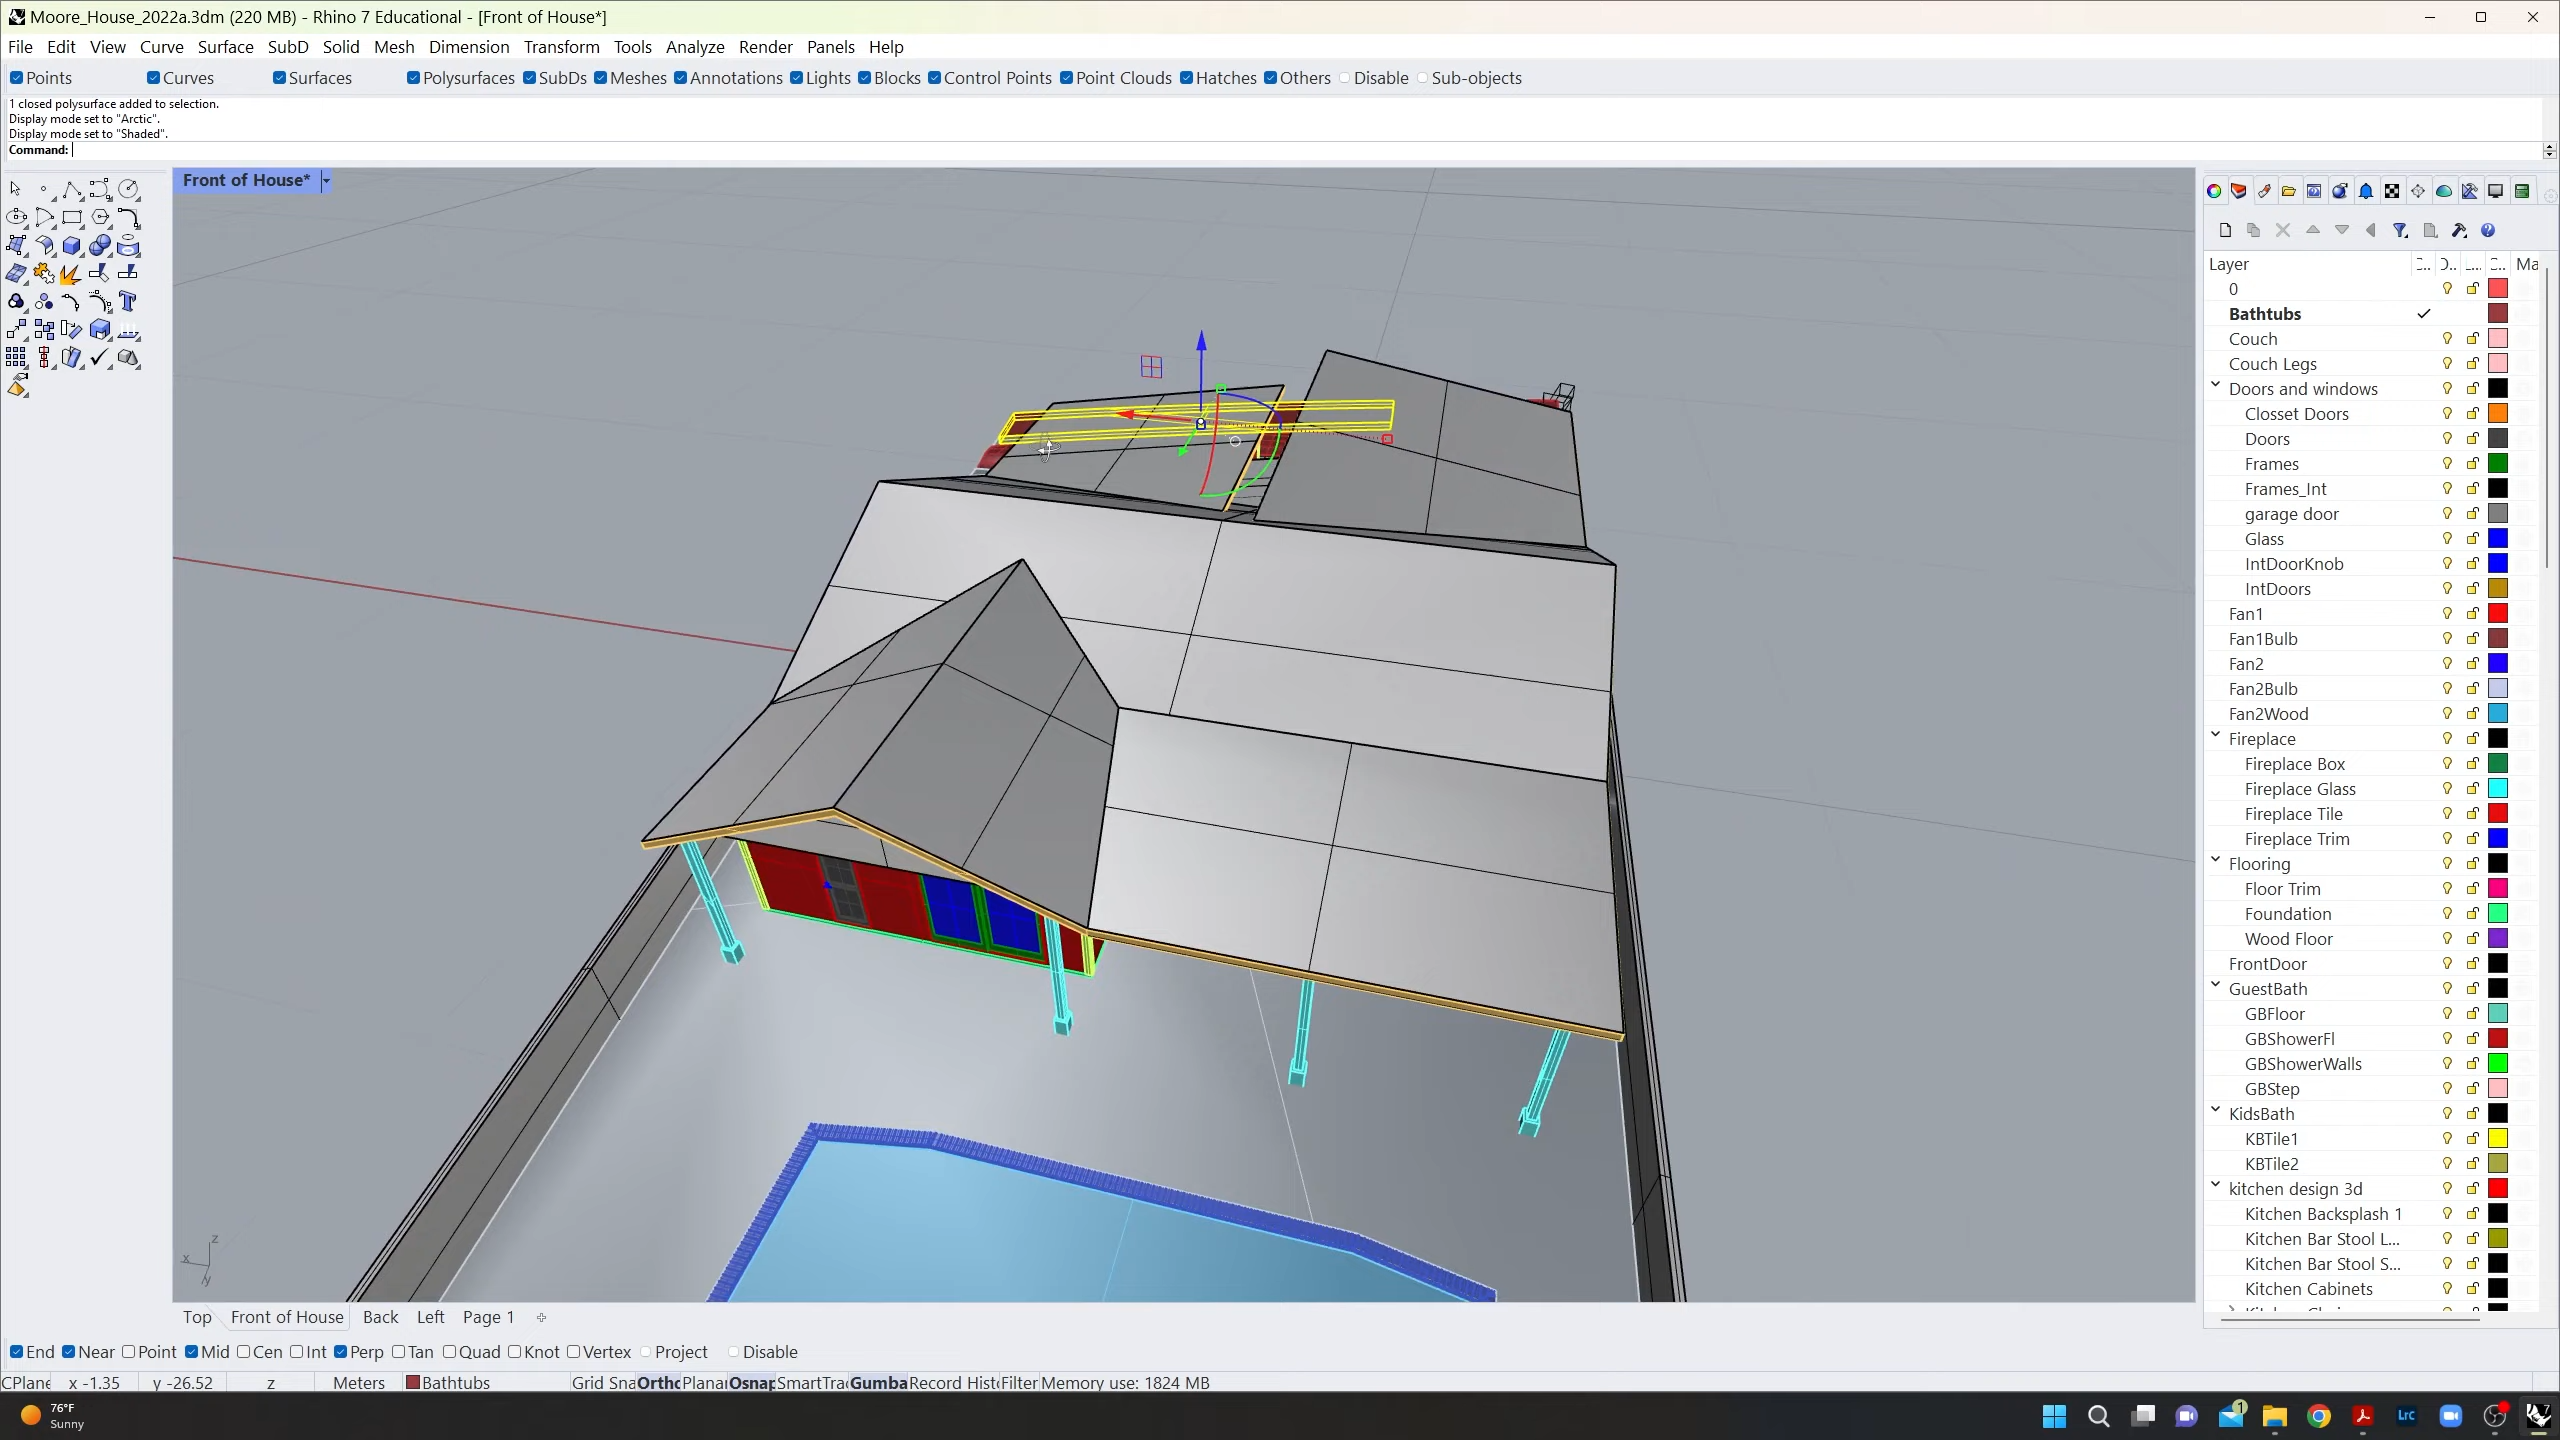 Moore_House_2022a.3dm (220 MB) - Rhino 7 Educational - [Front of House*]
File Edit View Curve Surface SubD Solid Mesh Dimension Transform Tools Analyze Render Panels Help
Points Curves Surfaces Polysurfaces SubDs Meshes Annotations Lights Blocks Control Points Point Clouds Hatches Others Disable Sub-objects
1 closed polysurface added to selection.
Display mode set to "Arctic".
Display mode set to "Shaded".
Command:
Front of House*
Layer Ma
0
Bathtubs
Couch
Couch Legs
Doors and windows
Closset Doors
Doors
Frames
Frames_Int
garage door
Glass
IntDoorKnob
IntDoors
Fan1
Fan1Bulb
Fan2
Fan2Bulb
Fan2Wood
Fireplace
Fireplace Box
Fireplace Glass
Fireplace Tile
Fireplace Trim
Flooring
Floor Trim
Foundation
Wood Floor
FrontDoor
GuestBath
GBFloor
GBShowerFl
GBShowerWalls
GBStep
KidsBath
KBTile1
KBTile2
kitchen design 3d
Kitchen Backsplash 1
Kitchen Bar Stool L...
Kitchen Bar Stool S...
Kitchen Cabinets
z
x
y
Top Front of House Back Left Page 1
End Near Point Mid Cen Int Perp Tan Quad Knot Vertex Project Disable
CPlane x -1.35 y -26.52 z Meters Bathtubs Grid Sna Ortho Planar Osnap SmartTra Gumba Record Histo Filter Memory use: 1824 MB
76°F
Sunny
LrC
1